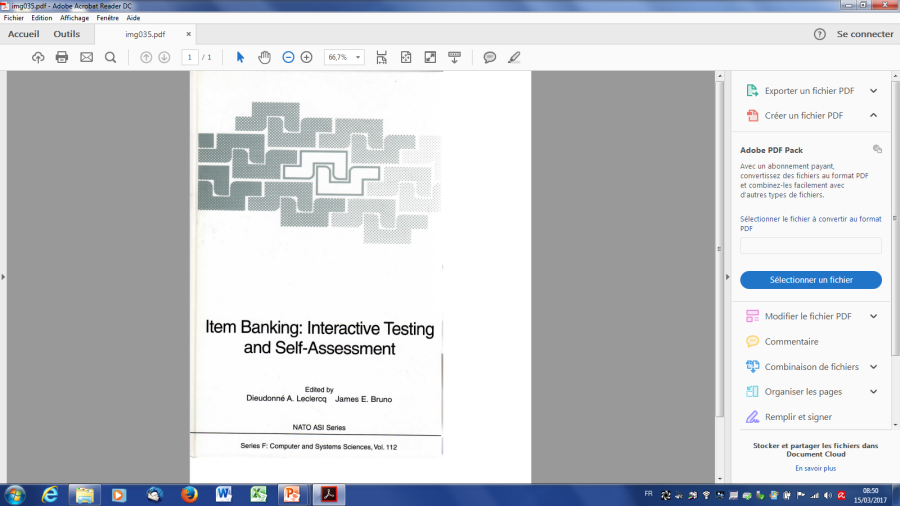 img035.pdf - Adobe Acrobat Reader DC
Fichier Edition Affichage Fenêtre Aide
Accueil Outils img035.pdf × Se connecter
1 / 1 66,7%
Item Banking: Interactive Testing
and Self-Assessment
Edited by
Dieudonné A. Leclercq James E. Bruno
NATO ASI Series
Series F: Computer and Systems Sciences, Vol. 112
Exporter un fichier PDF
Créer un fichier PDF
Adobe PDF Pack
Avec un abonnement payant,
convertissez des fichiers au format PDF
et combinez-les facilement avec
d'autres types de fichiers.
Sélectionner le fichier à convertir au format
PDF
Sélectionner un fichier
Modifier le fichier PDF
Commentaire
Combinaison de fichiers
Organiser les pages
Remplir et signer
Stocker et partager les fichiers dans
Document Cloud
En savoir plus
FR
08:50
15/03/2017